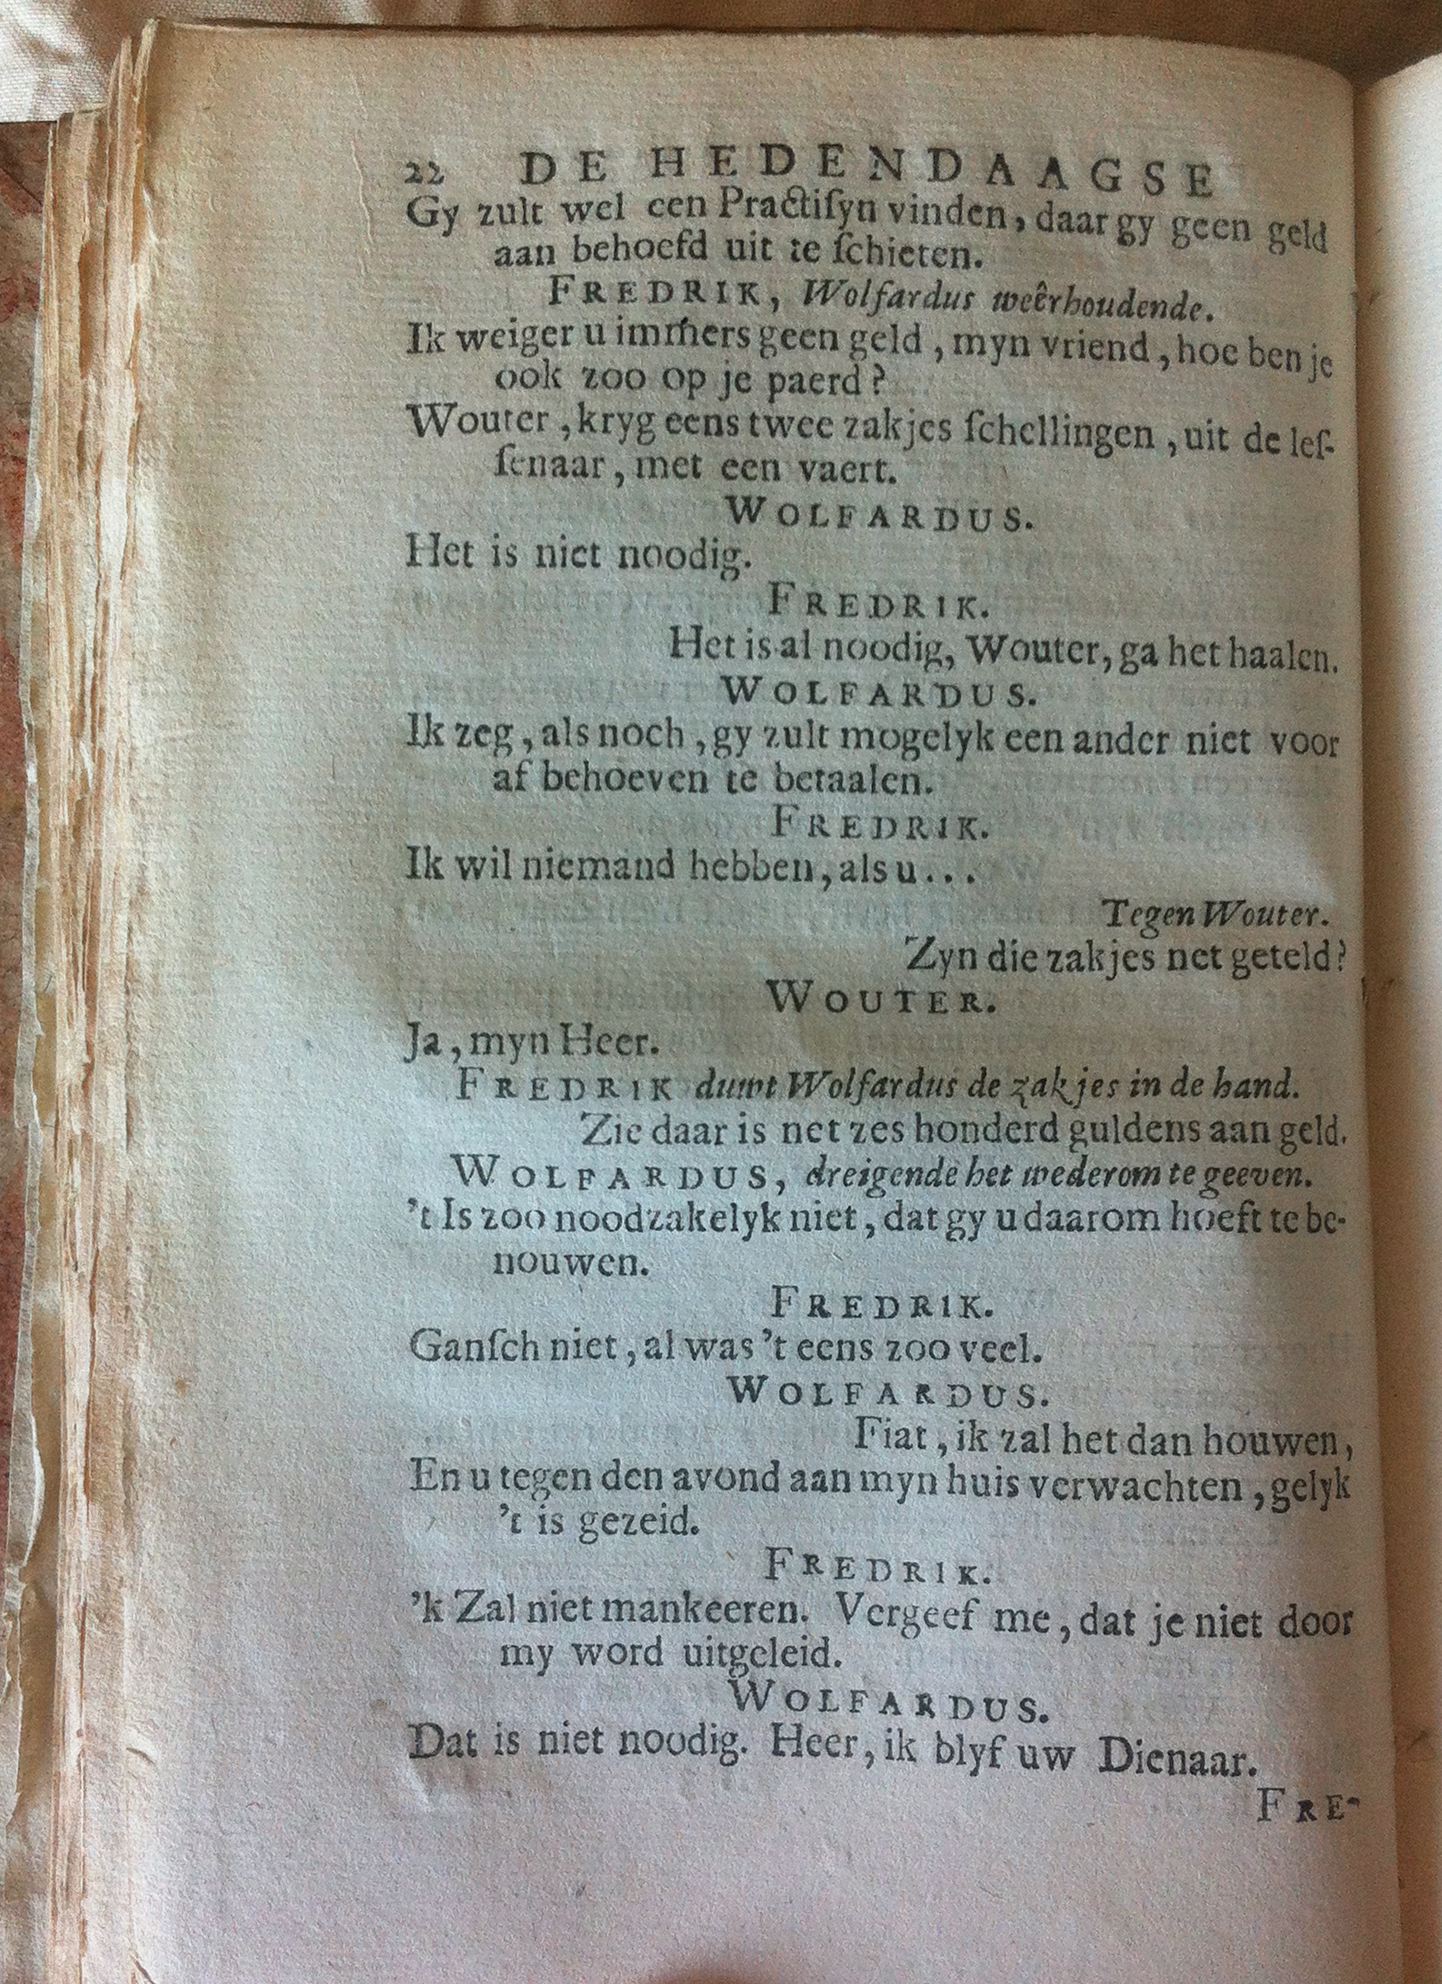 22 DE HEDENDAAGSE
Gy zult wel een Practiſyn vinden, daar gy geen geld
aan behoefd uit te ſchieten.
FREDRIK, Wolfardus weêrhoudende.
Ik weiger u im̃ers geen geld, myn vriend, hoe ben je
ook zoo op je paerd?
Wouter, kryg eens twee zakjes ſchellingen, uit de leſ-
ſenaar, met een vaert.
WOLFARDUS.
Het is niet noodig.
FREDRIK.
Het is al noodig, Wouter, ga het haalen.
WOLFARDUS.
Ik zeg, als noch, gy zult mogelyk een ander niet voor
af behoeven te betaalen.
FREDRIK.
Ik wil niemand hebben, als u...
Tegen Wouter.
Zyn die zakjes net geteld?
WOUTER.
Ja, myn Heer.
FREDRIK duwt Wolfardus de zakjes in de hand.
Zie daar is net zes honderd guldens aan geld.
WOLFARDUS, dreigende het wederom te geeven.
't Is zoo noodzakelyk niet, dat gy u daarom hoeft te be-
nouwen.
FREDRIK.
Ganſch niet, al was 't eens zoo veel.
WOLFARDUS.
Fiat, ik zal het dan houwen,
En u tegen den avond aan myn huis verwachten, gelyk
't is gezeid.
FREDRIK.
'k Zal niet mankeeren. Vergeef me, dat je niet door
my word uitgeleid.
WOLFARDUS.
Dat is niet noodig. Heer, ik blyf uw Dienaar.
FRE-